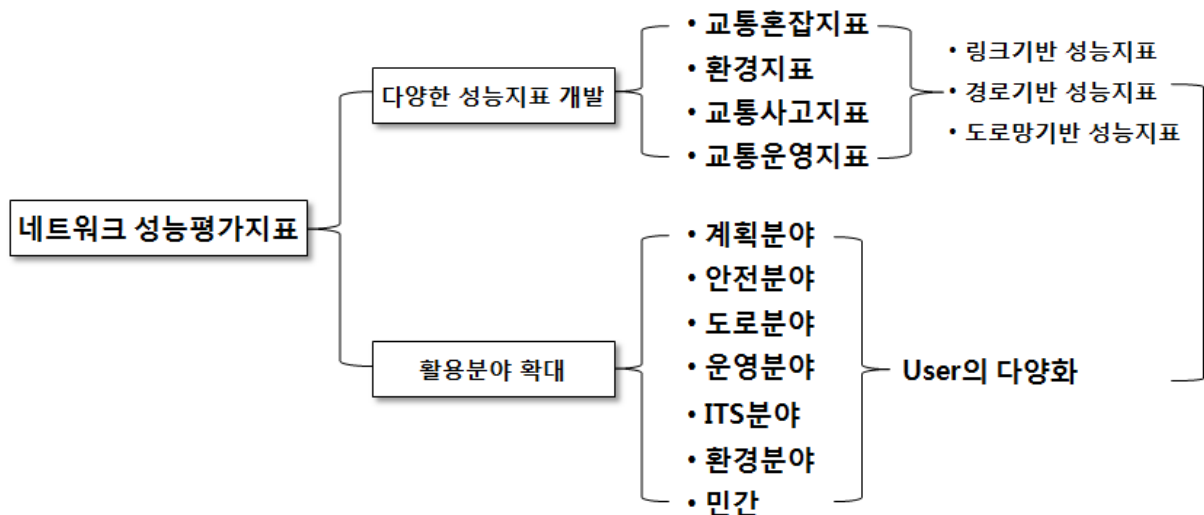 네트워크 성능평가지표
다양한 성능지표 개발
• 교통혼잡지표
• 환경지표
• 교통사고지표
• 교통운영지표
• 링크기반 성능지표
• 경로기반 성능지표
• 도로망기반 성능지표
활용분야 확대
• 계획분야
• 안전분야
• 도로분야
• 운영분야
• ITS분야
• 환경분야
• 민간
User의 다양화